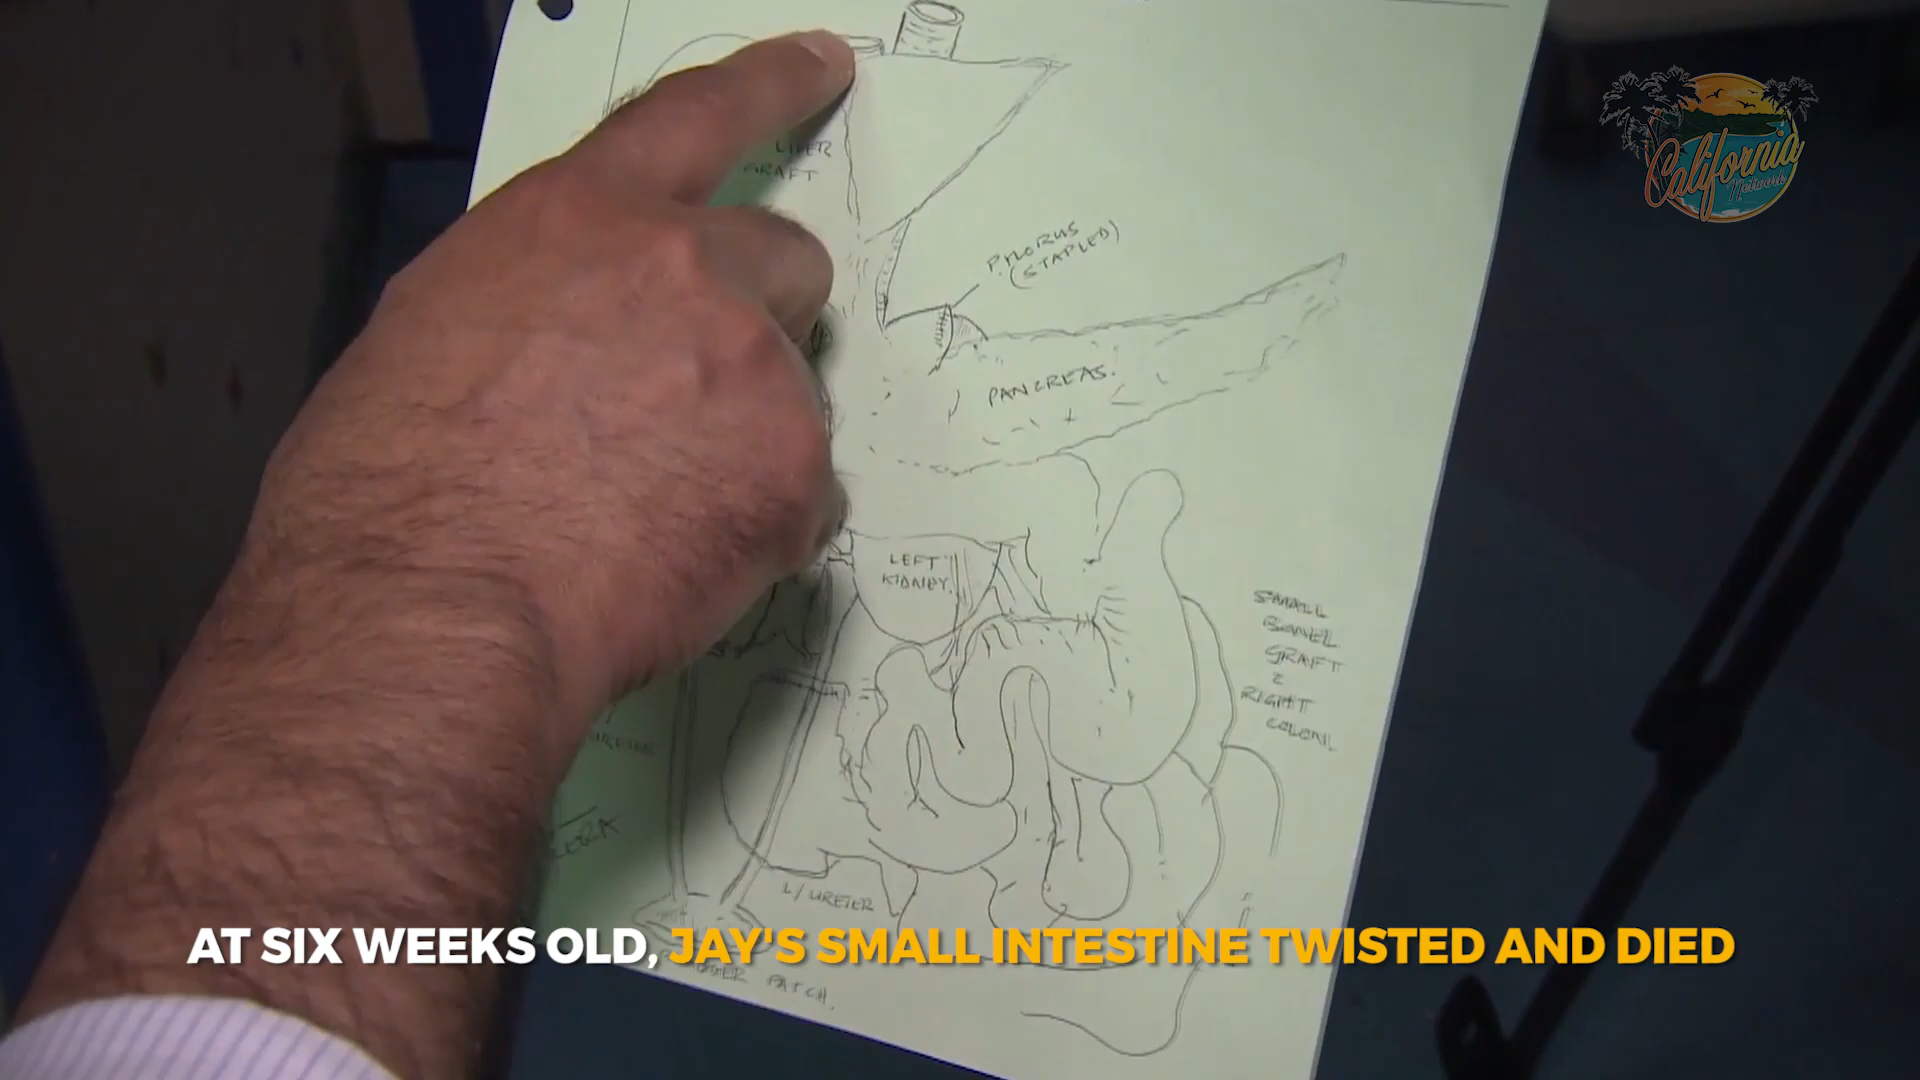 California
Network
LIVER
GRAFT
PYLORUS
(STAPLED)
PANCREAS.
LEFT
KIDNEY.
SMALL
BOWEL
GRAFT
&
RIGHT
COLON.
L/URETER
AT SIX WEEKS OLD, JAY'S SMALL INTESTINE TWISTED AND DIED
PATCH.